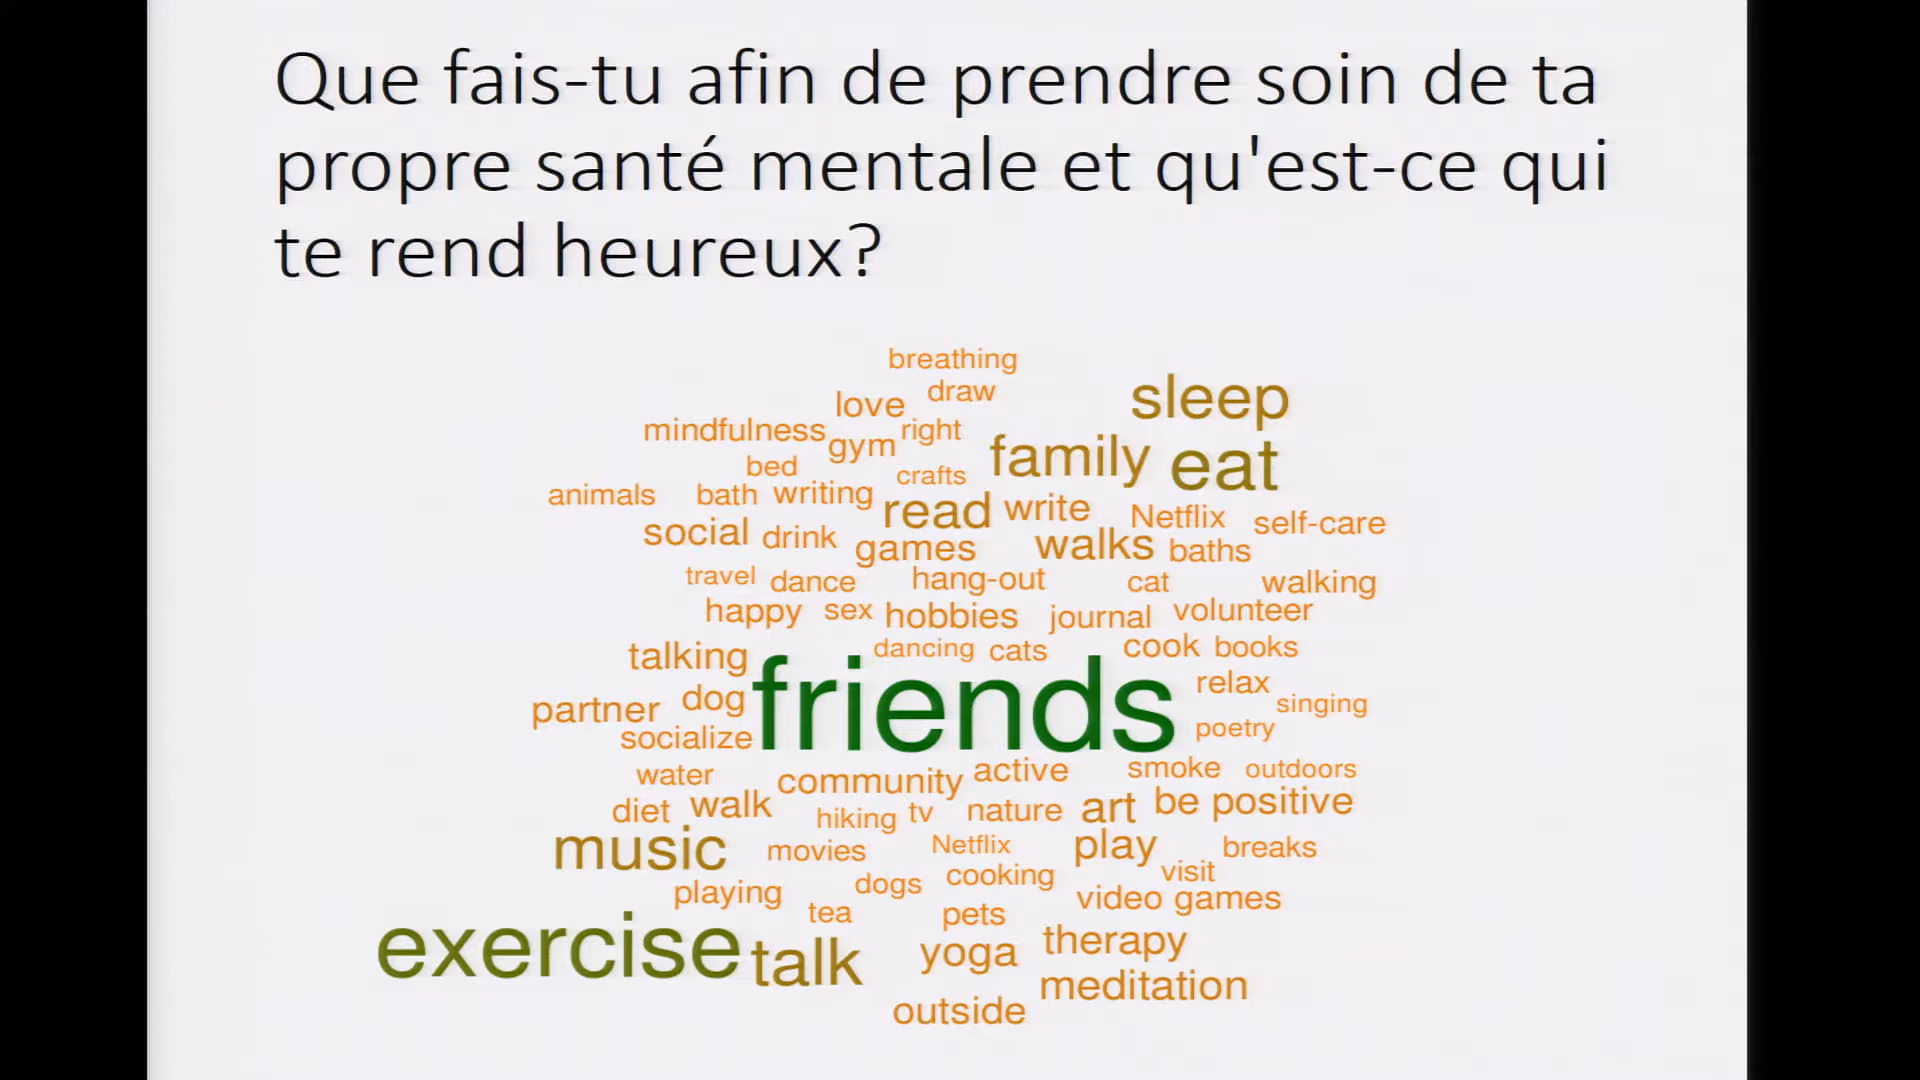 Que fais-tu afin de prendre soin de ta
propre santé mentale et qu'est-ce qui
te rend heureux?
breathing
love draw sleep
mindfulness gym right family eat
bed crafts
animals bath writing read write Netflix self-care
social drink games walks baths
travel dance hang-out cat walking
happy sex hobbies journal volunteer
talking dancing cats cook books
partner dog friends relax singing
socialize poetry
water community active smoke outdoors
diet walk hiking tv nature art be positive
music movies Netflix play breaks
playing dogs cooking visit video games
tea pets
exercise talk yoga therapy
meditation
outside